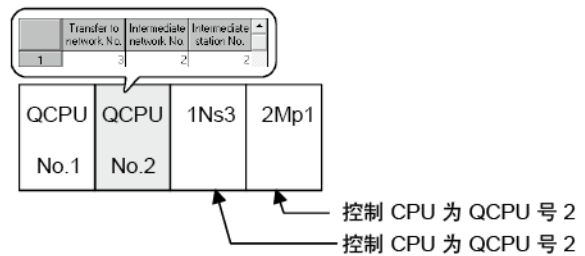 Transfer to network No. Intermediate network No. Intermediate station No.
1 3 2 2
QCPU No.1 QCPU No.2 1Ns3 2Mp1
控制 CPU 为 QCPU 号 2
控制 CPU 为 QCPU 号 2